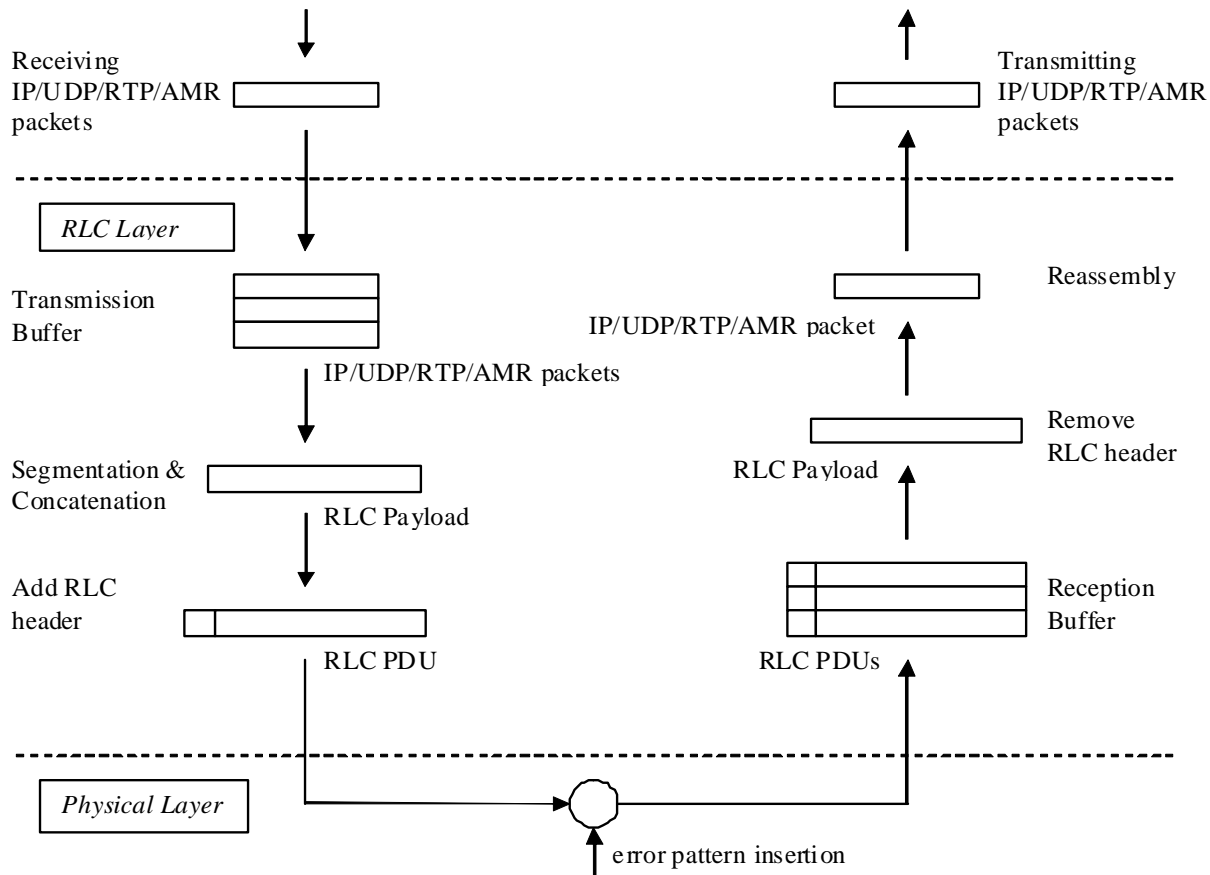 Receiving
IP/UDP/RTP/AMR
packets
Transmitting
IP/UDP/RTP/AMR
packets
RLC Layer
Transmission
Buffer
IP/UDP/RTP/AMR packets
Reassembly
IP/UDP/RTP/AMR packet
Segmentation &
Concatenation
RLC Payload
Remove
RLC header
RLC Payload
Add RLC
header
RLC PDU
Reception
Buffer
RLC PDUs
Physical Layer
error pattern insertion